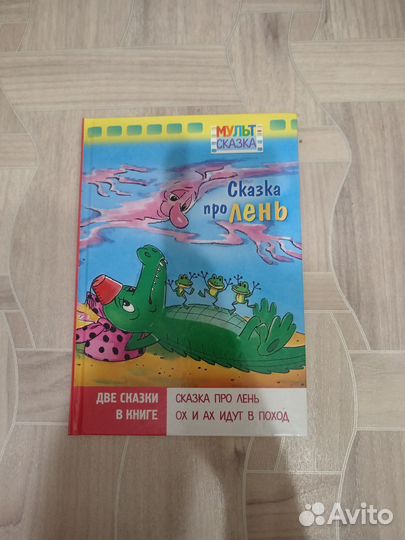 МУЛЬТ
СКАЗКА
Сказка
про лень
ДВЕ СКАЗКИ
В КНИГЕ
СКАЗКА ПРО ЛЕНЬ
ОХ И АХ ИДУТ В ПОХОД
Avito